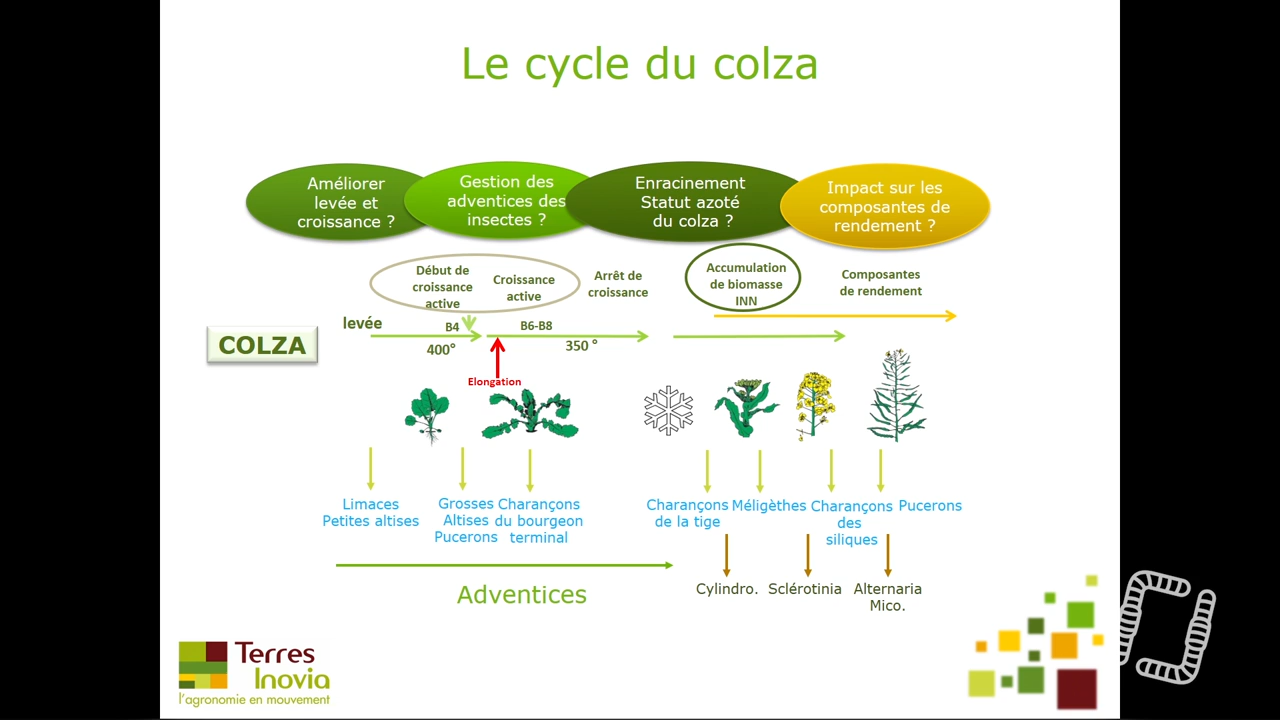 Le cycle du colza
Améliorer
levée et
croissance ?
Gestion des
adventices des
insectes ?
Enracinement
Statut azoté
du colza ?
Impact sur les
composantes de
rendement ?
Début de
croissance
active
Croissance
active
Arrêt de
croissance
Accumulation
de biomasse
INN
Composantes
de rendement
levée
B4
B6-B8
COLZA
400°
350 °
Elongation
Limaces
Petites altises
Grosses
Altises
Pucerons
Charançons
du bourgeon
terminal
Charançons
de la tige
Méligèthes
Charançons
des
siliques
Pucerons
Cylindro.
Sclérotinia
Alternaria
Mico.
Adventices
Terres
Inovia
l'agronomie en mouvement